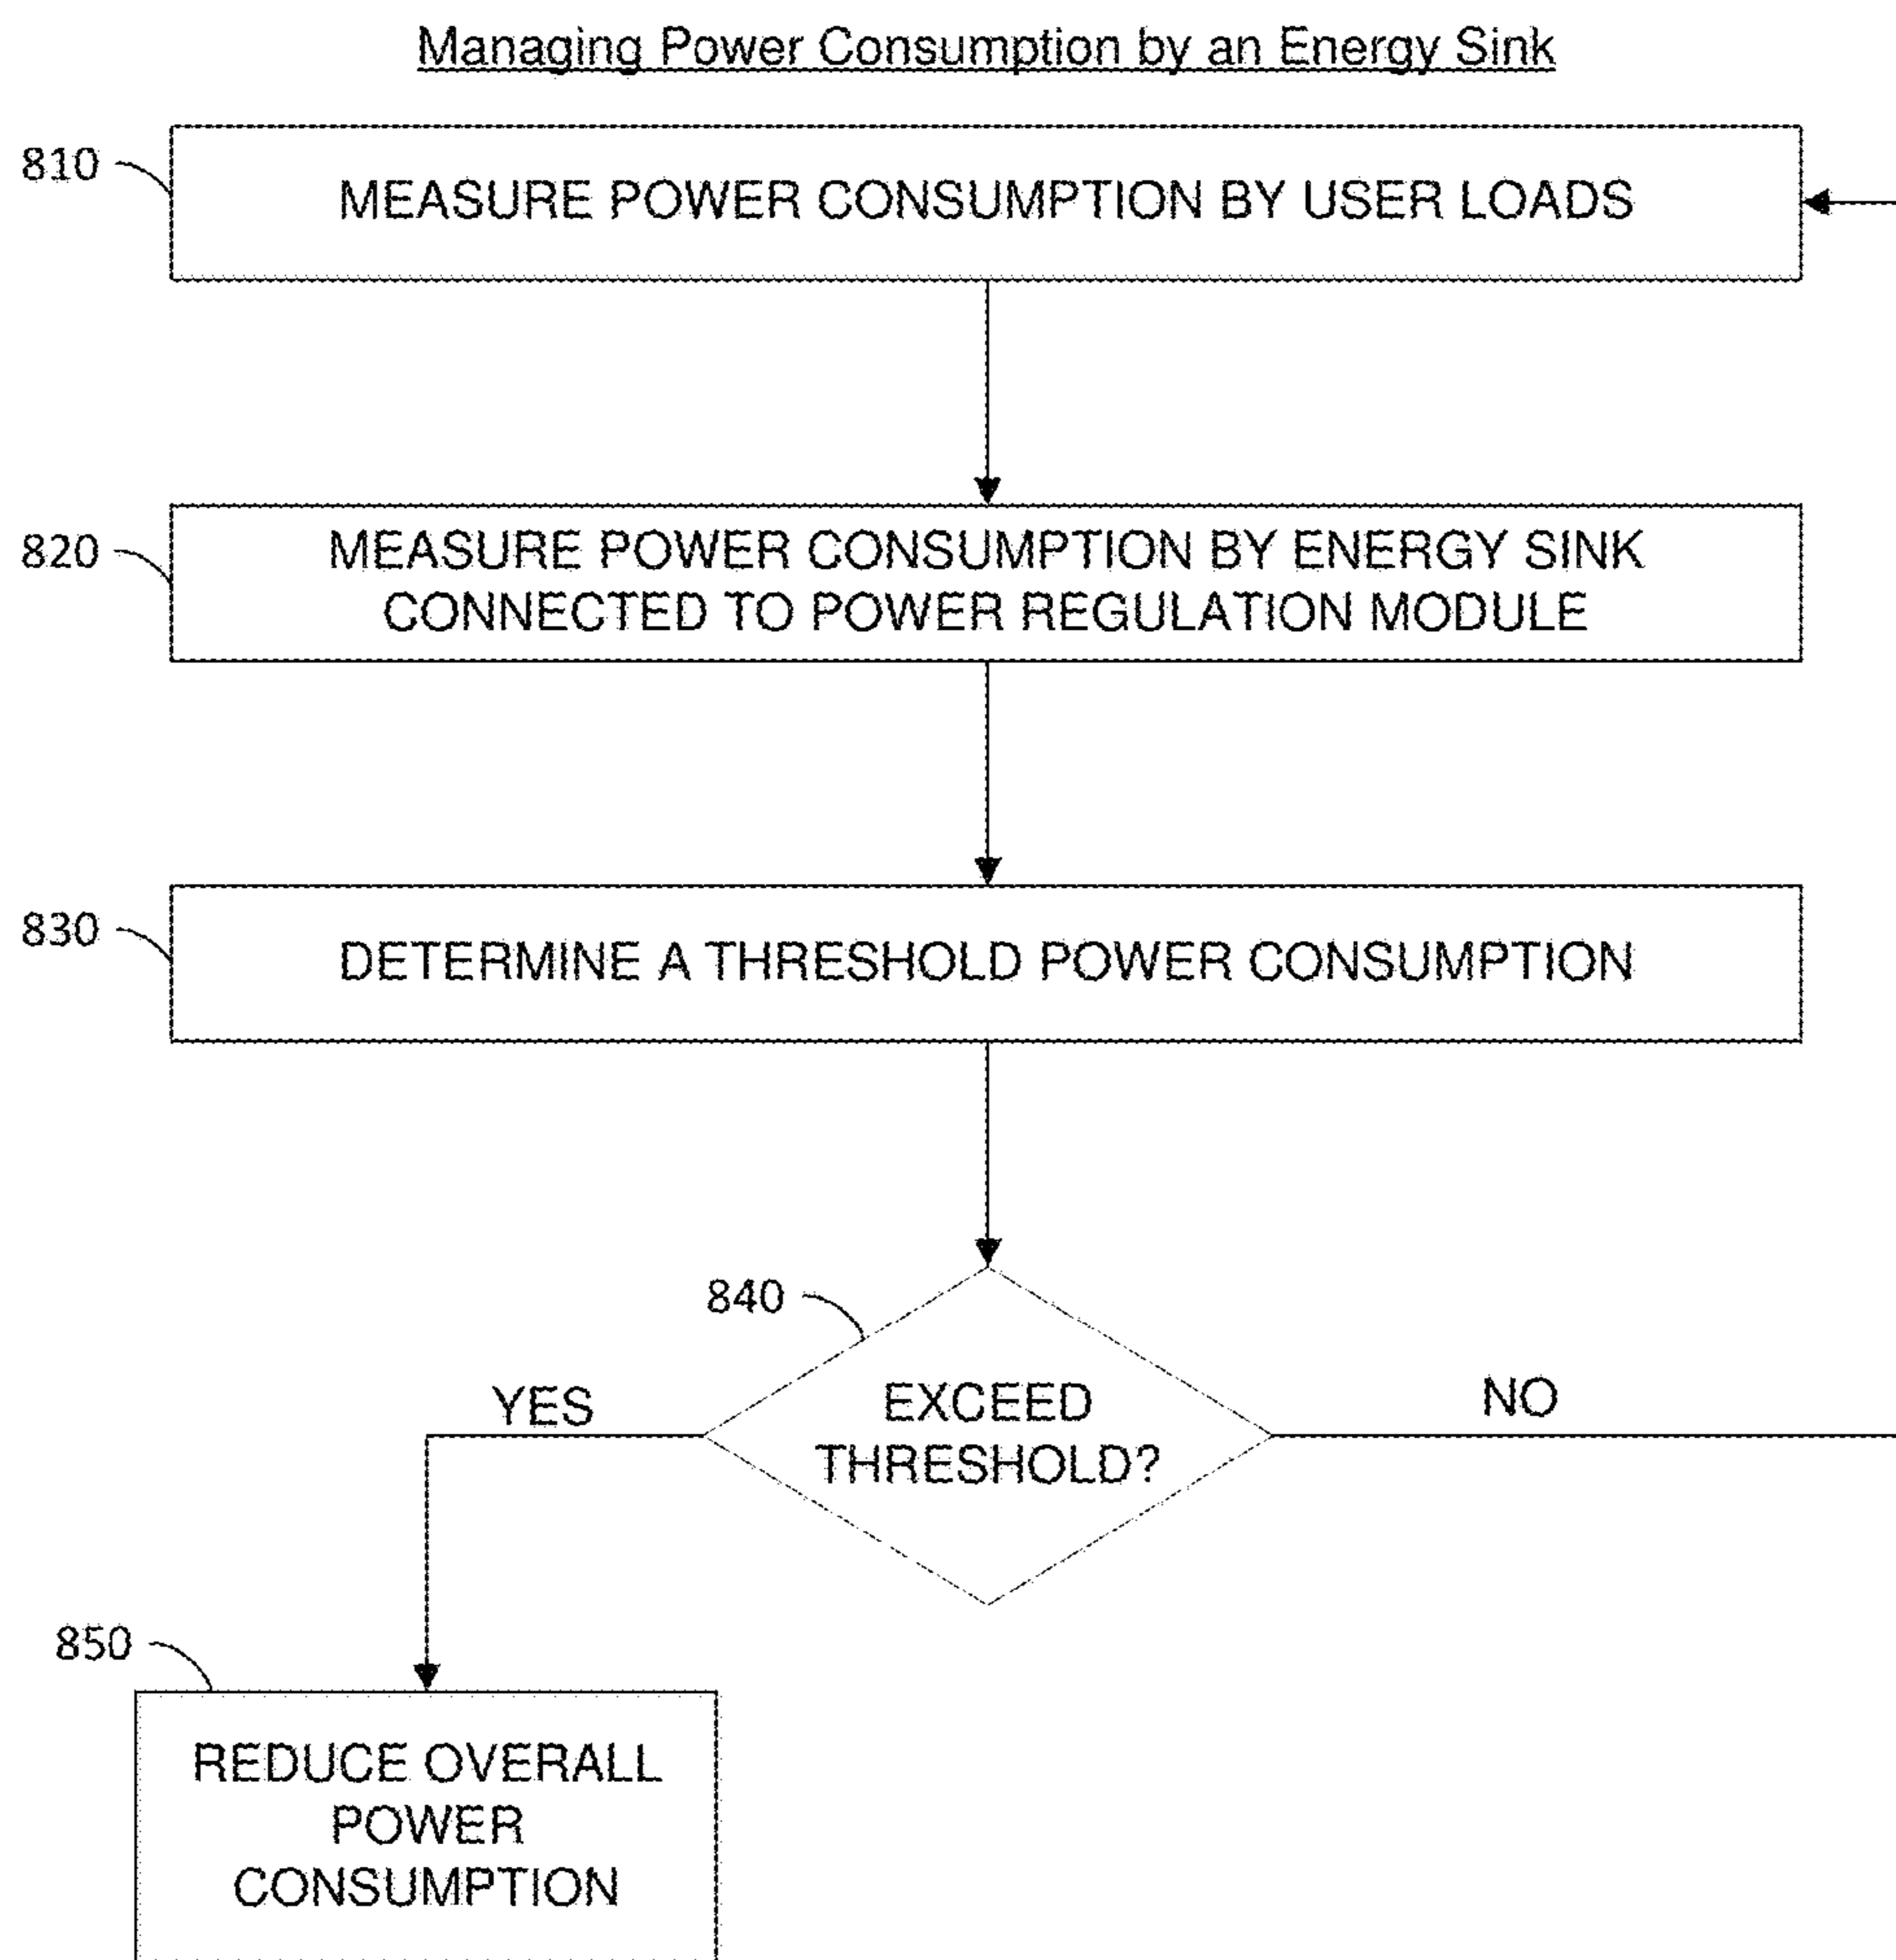 Managing Power Consumption by an Energy Sink
810
MEASURE POWER CONSUMPTION BY USER LOADS
820
MEASURE POWER CONSUMPTION BY ENERGY SINK
CONNECTED TO POWER REGULATION MODULE
830
DETERMINE A THRESHOLD POWER CONSUMPTION
840
EXCEED
THRESHOLD?
YES
NO
850
REDUCE OVERALL
POWER
CONSUMPTION